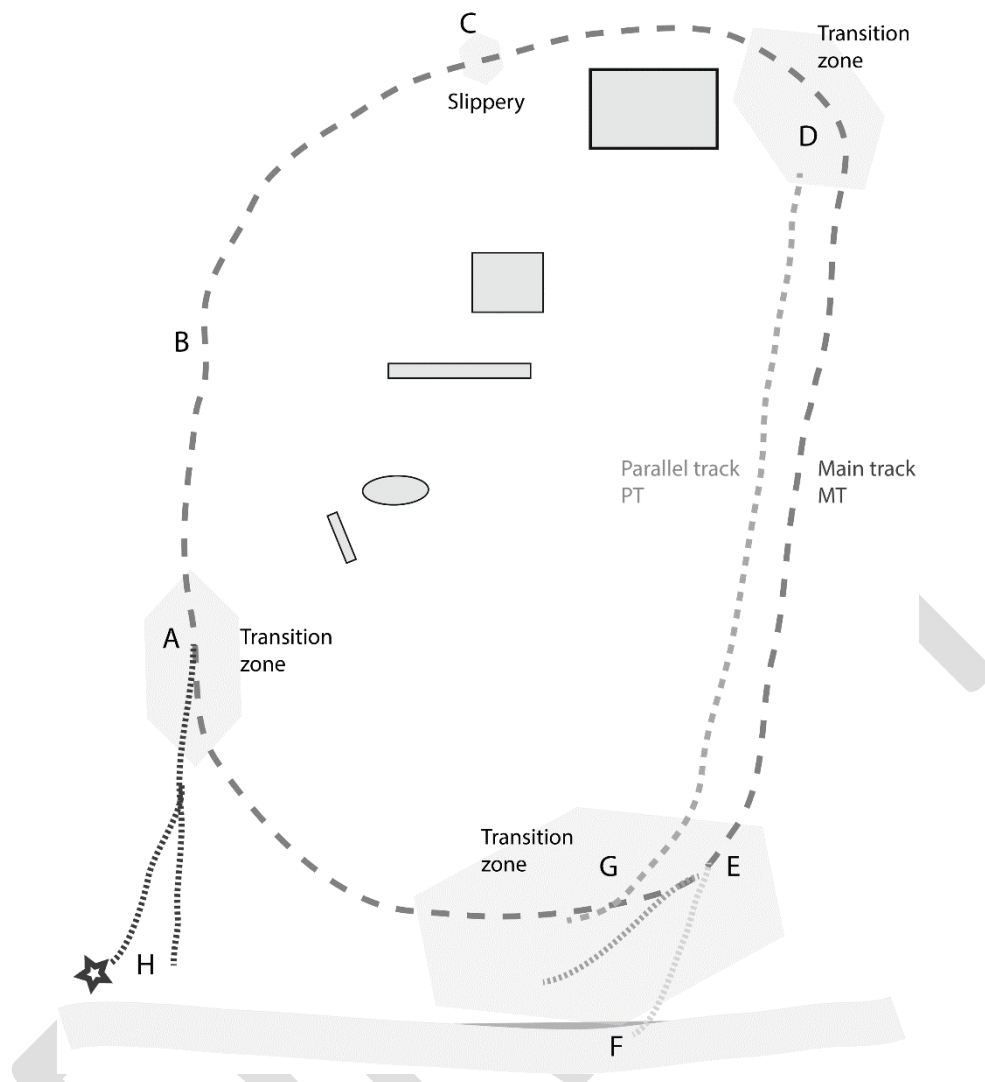 C
Transition
zone
Slippery
D
B
Parallel track
PT
Main track
MT
A
Transition
zone
Transition
zone
G
E
H
F